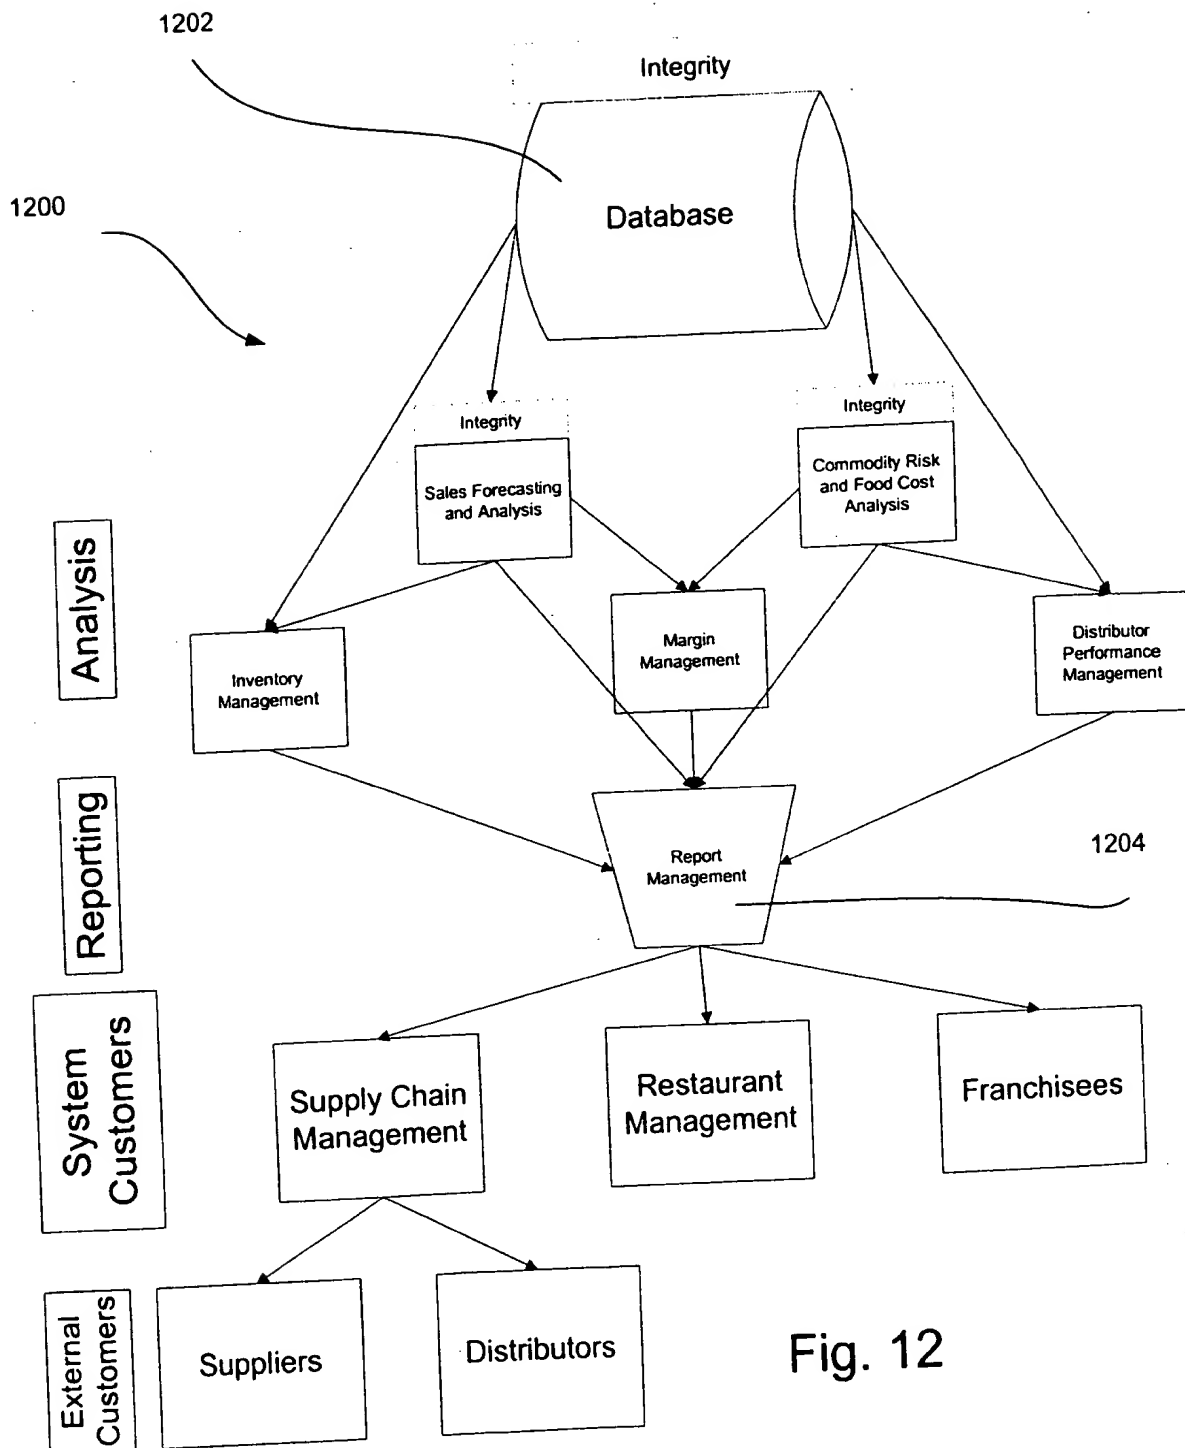 1202
Integrity
1200
Database
Integrity
Integrity
Sales Forecasting
and Analysis
Commodity Risk
and Food Cost
Analysis
Analysis
Inventory
Management
Margin
Management
Distributor
Performance
Management
Reporting
Report
Management
1204
System
Customers
Supply Chain
Management
Restaurant
Management
Franchisees
External
Customers
Suppliers
Distributors
Fig. 12